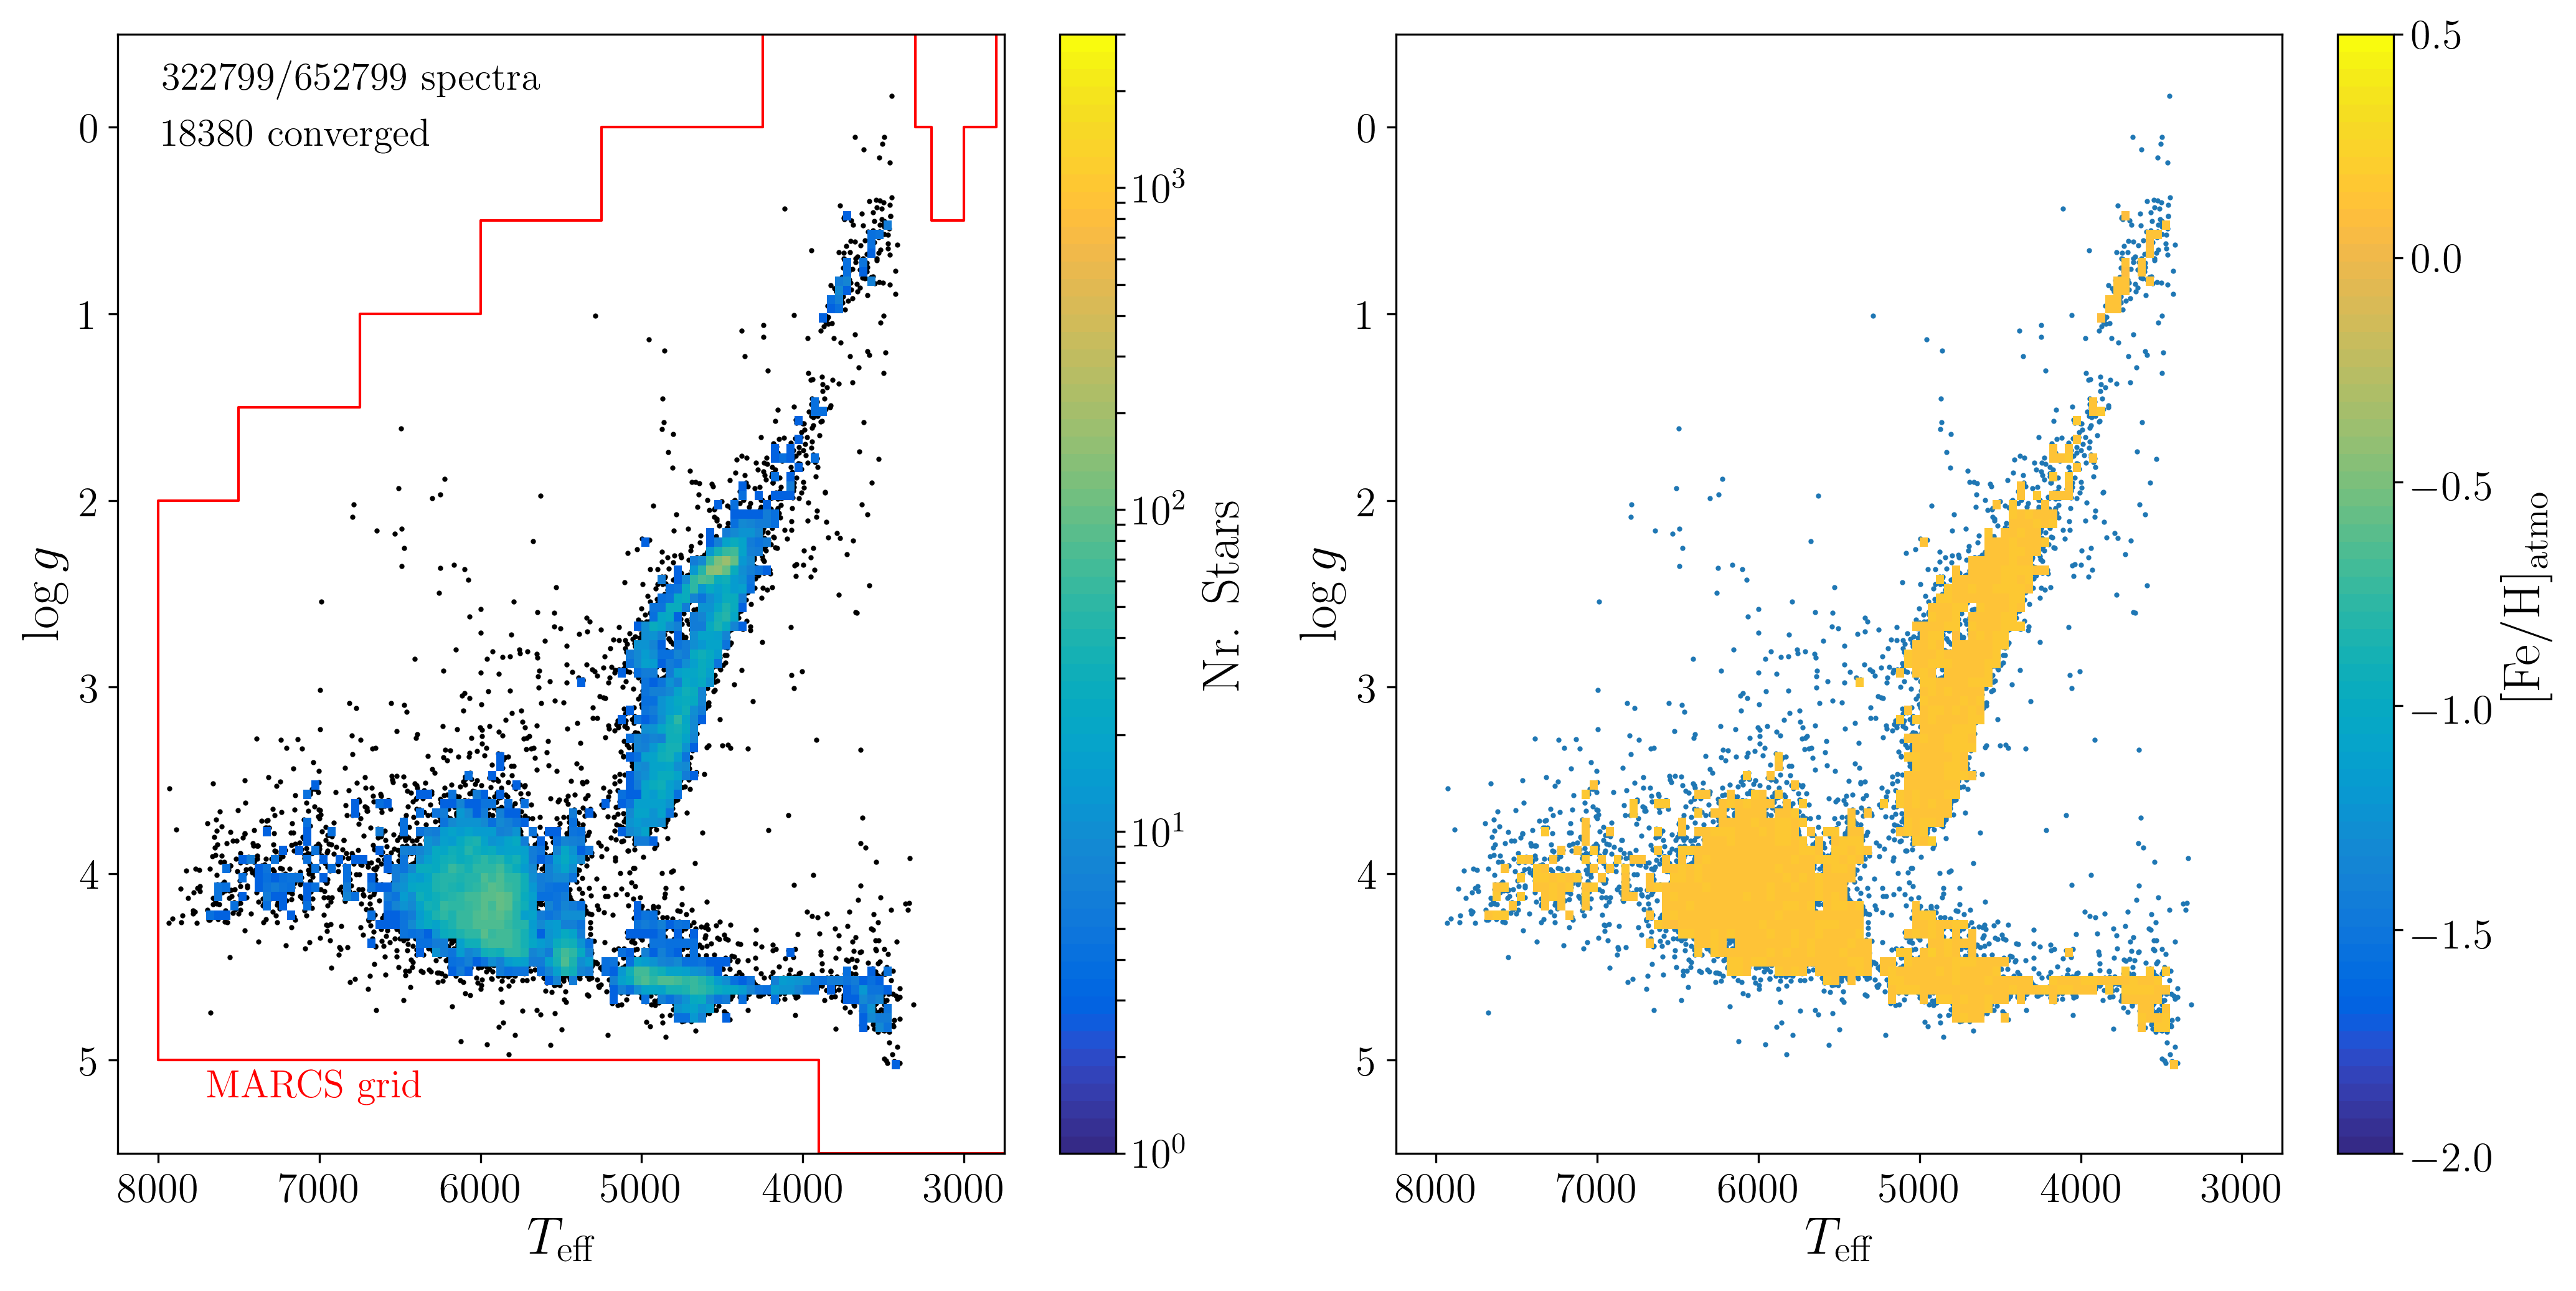 322799/652799 spectra
18380 converged
MARCS grid
0
1
2
3
4
5
log g
8000 7000 6000 5000 4000 3000
T_eff
10^3
10^2
10^1
10^0
Nr. Stars
0
1
2
3
4
5
log g
8000 7000 6000 5000 4000 3000
T_eff
0.5
0.0
−0.5
−1.0
−1.5
−2.0
[Fe/H]_atmo